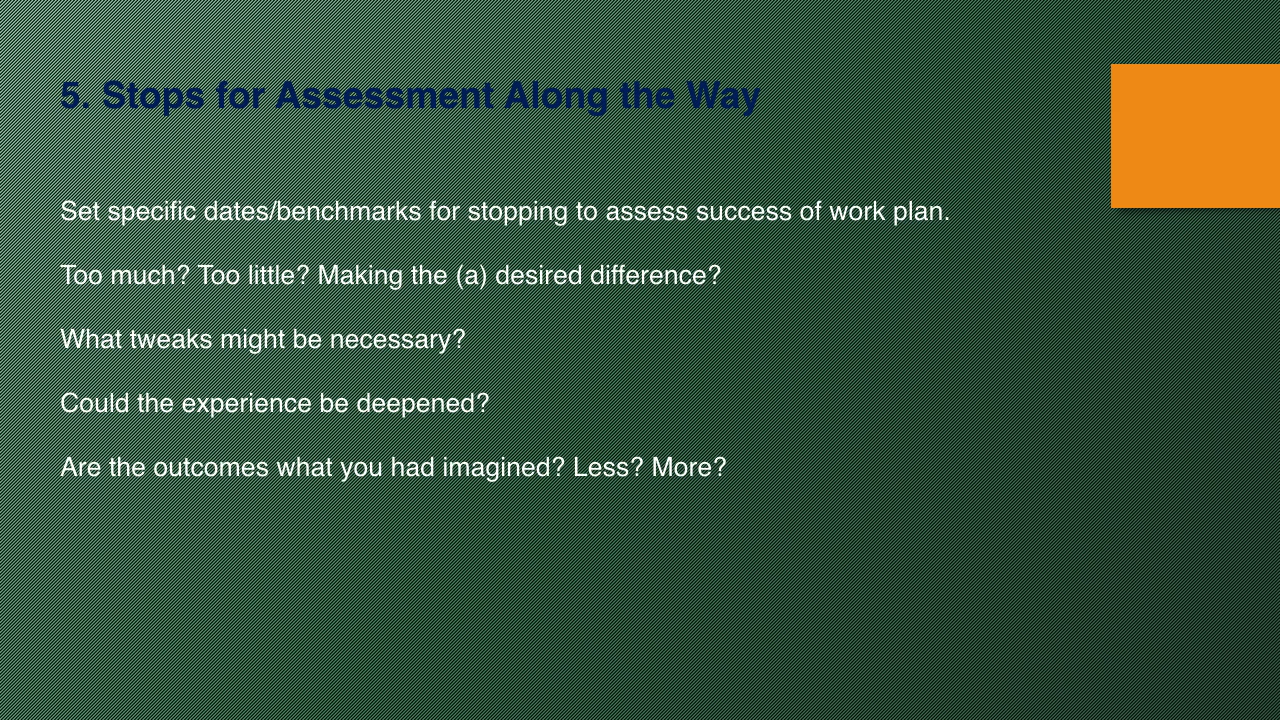 5. Stops for Assessment Along the Way
Set specific dates/benchmarks for stopping to assess success of work plan.
Too much? Too little? Making the (a) desired difference?
What tweaks might be necessary?
Could the experience be deepened?
Are the outcomes what you had imagined? Less? More?